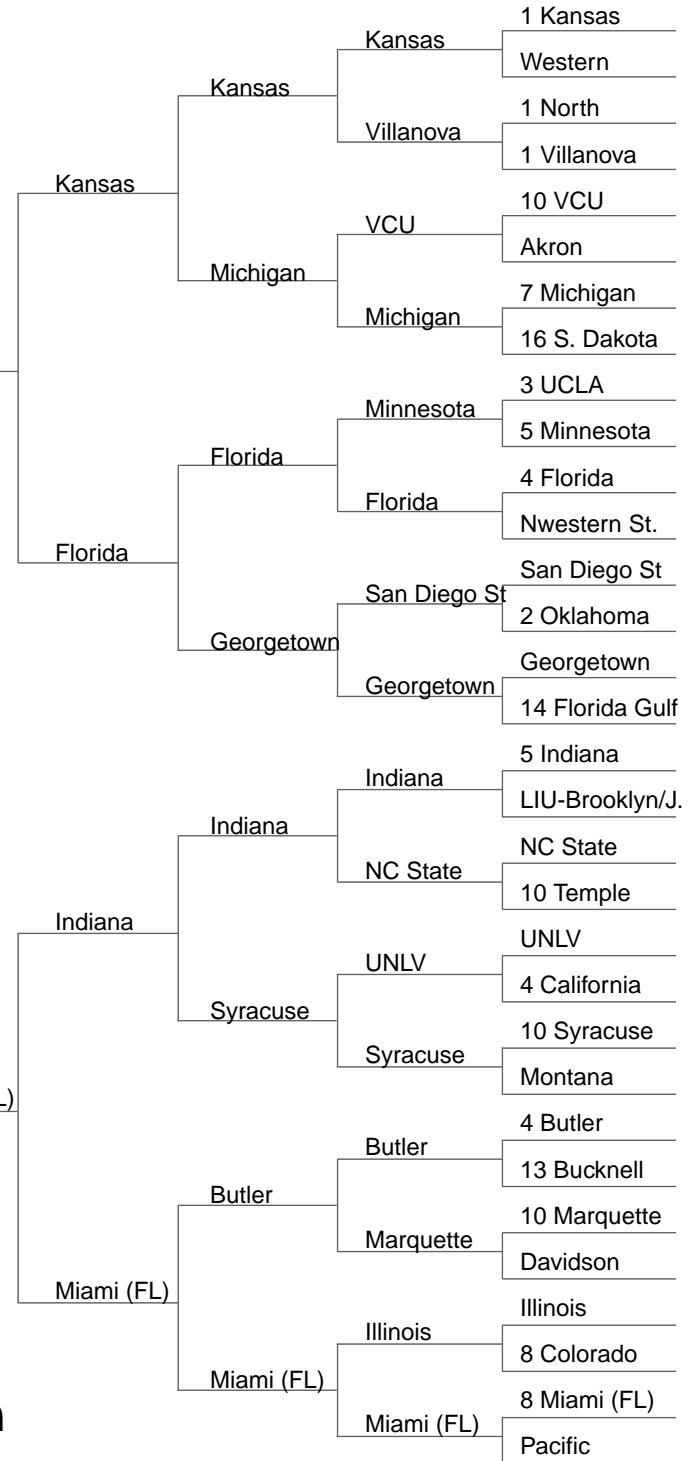 1 Kansas
Kansas
Western
Kansas
1 North
Villanova
1 Villanova
Kansas
10 VCU
VCU
Akron
Michigan
7 Michigan
Michigan
16 S. Dakota
3 UCLA
Minnesota
5 Minnesota
Florida
4 Florida
Florida
Nwestern St.
Florida
San Diego St
San Diego St
2 Oklahoma
Georgetown
Georgetown
Georgetown
14 Florida Gulf
5 Indiana
Indiana
LIU-Brooklyn/J.
Indiana
NC State
NC State
10 Temple
Indiana
UNLV
UNLV
4 California
Syracuse
10 Syracuse
Syracuse
Montana
L)
4 Butler
Butler
13 Bucknell
Butler
10 Marquette
Marquette
Davidson
Miami (FL)
Illinois
Illinois
8 Colorado
Miami (FL)
8 Miami (FL)
Miami (FL)
Pacific